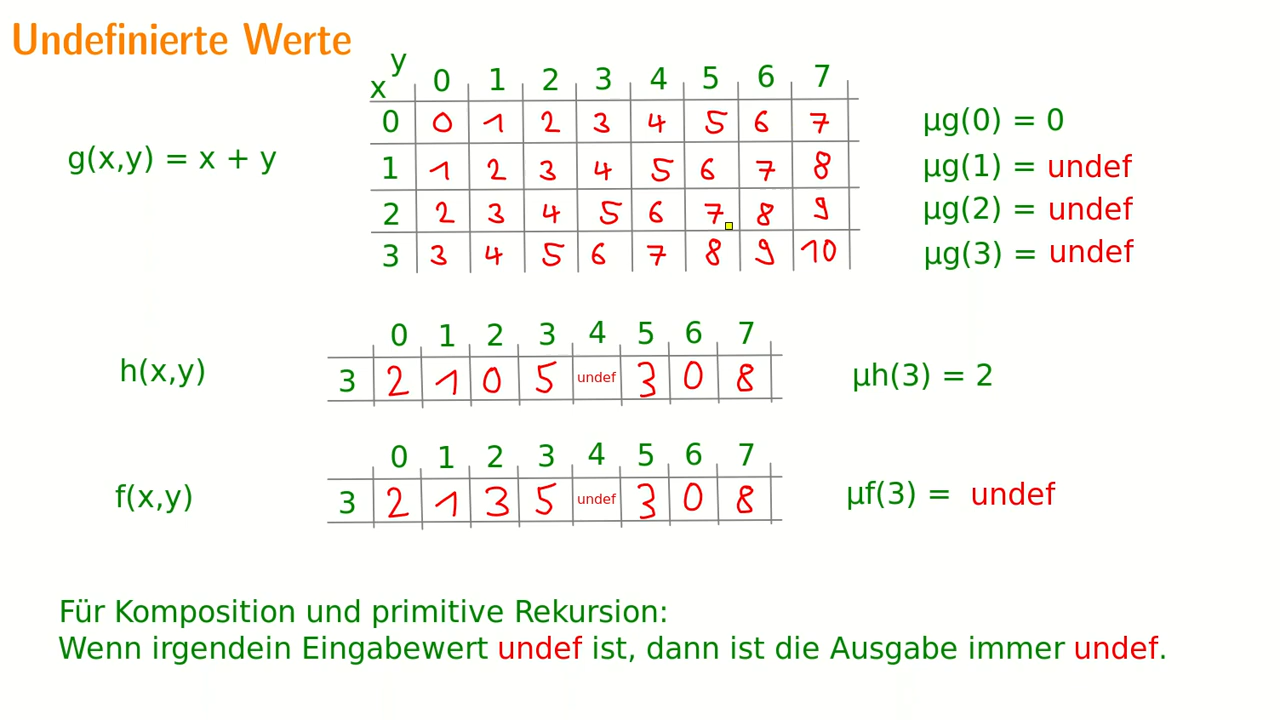 Undefinierte Werte
y
x 0 1 2 3 4 5 6 7
0 0 1 2 3 4 5 6 7
1 1 2 3 4 5 6 7 8
2 2 3 4 5 6 7 8 9
3 3 4 5 6 7 8 9 10
g(x,y) = x + y
µg(0) = 0
µg(1) = undef
µg(2) = undef
µg(3) = undef
0 1 2 3 4 5 6 7
h(x,y)
3 2 1 0 5 undef 3 0 8
µh(3) = 2
0 1 2 3 4 5 6 7
f(x,y)
3 2 1 3 5 undef 3 0 8
µf(3) = undef
Für Komposition und primitive Rekursion:
Wenn irgendein Eingabewert undef ist, dann ist die Ausgabe immer undef.